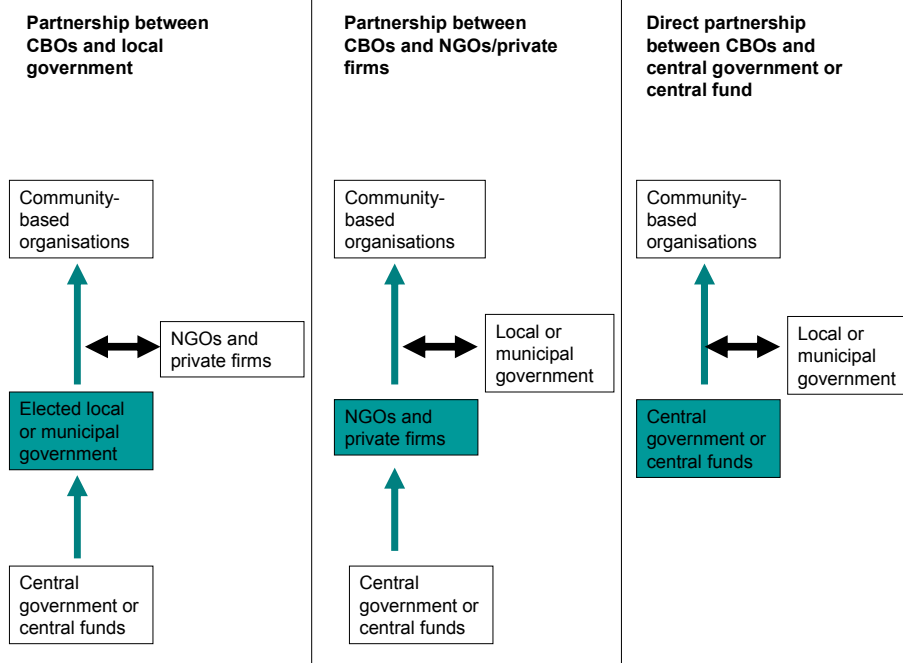 Partnership between
CBOs and local
government
Community-
based
organisations
NGOs and
private firms
Elected local
or municipal
government
Central
government or
central funds
Partnership between
CBOs and NGOs/private
firms
Community-
based
organisations
Local or
municipal
government
NGOs and
private firms
Central
government or
central funds
Direct partnership
between CBOs and
central government or
central fund
Community-
based
organisations
Local or
municipal
government
Central
government or
central funds